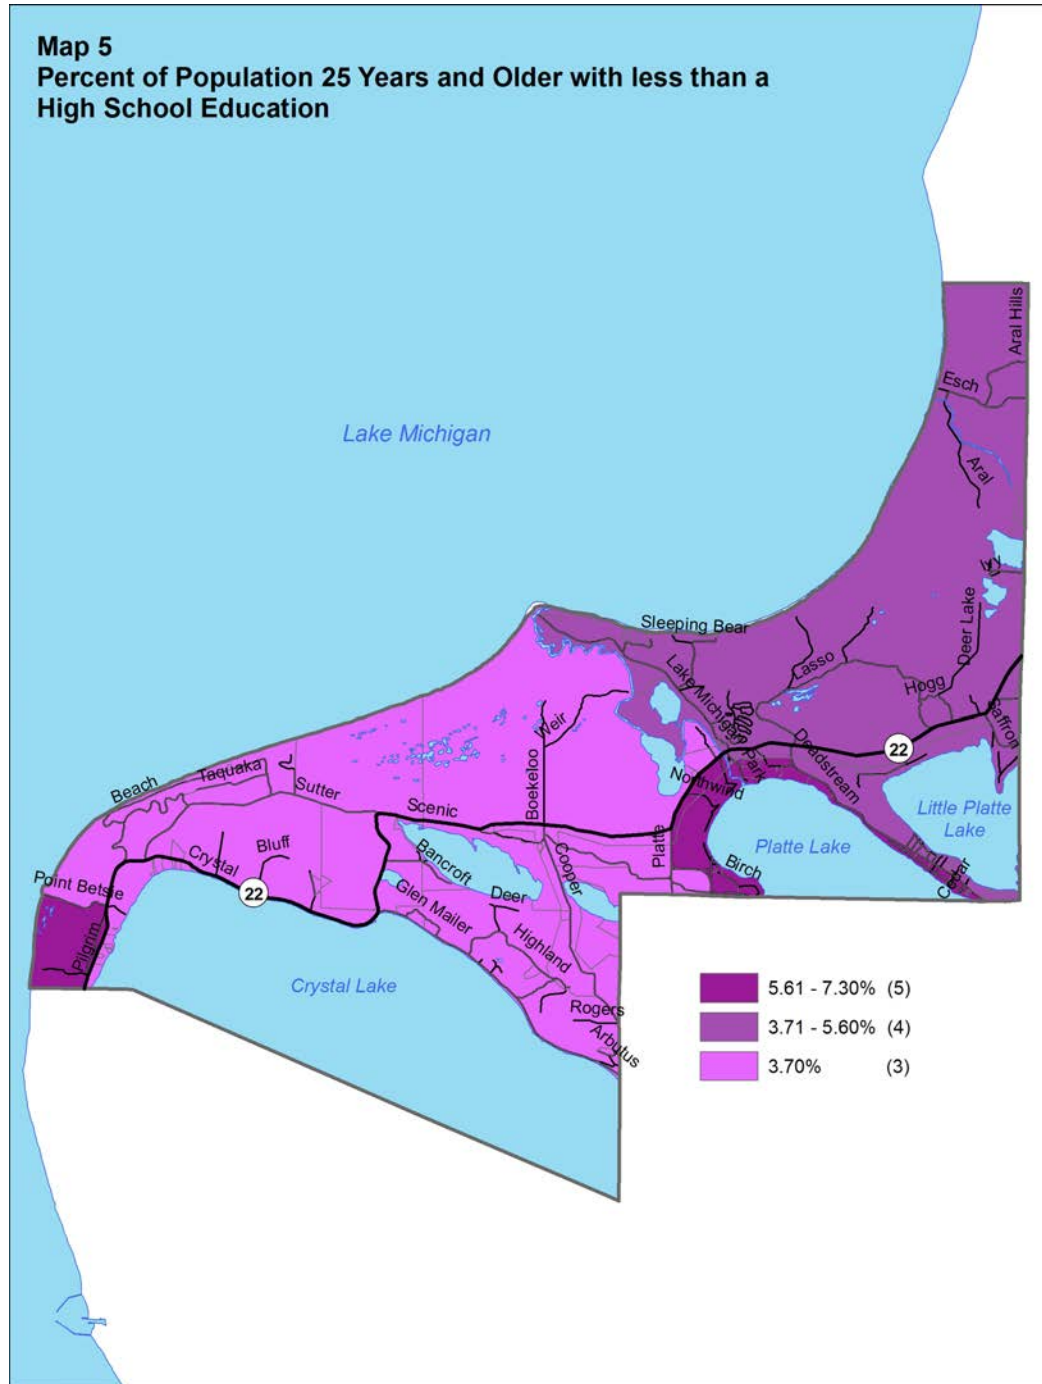 Map 5
Percent of Population 25 Years and Older with less than a
High School Education
Aral Hills
Esch
Lake Michigan
Aral
Ivy
Deer Lake
Sleeping Bear
Lasso
Lake Michigan
Hogg
Saffron
Weir
22
Deadstream
Park
Northwind
Taquaka
Beach
Sutter
Scenic
Boekeloo
Little Platte
Lake
Platte Lake
Platte
Birch
Cedar
Bluff
Crystal
Bancroft
Cooper
Point Betsie
22
Glen Mailer
Deer
Pilgrim
Highland
Crystal Lake
Rogers
Arbutus
5.61 - 7.30% (5)
3.71 - 5.60% (4)
3.70% (3)